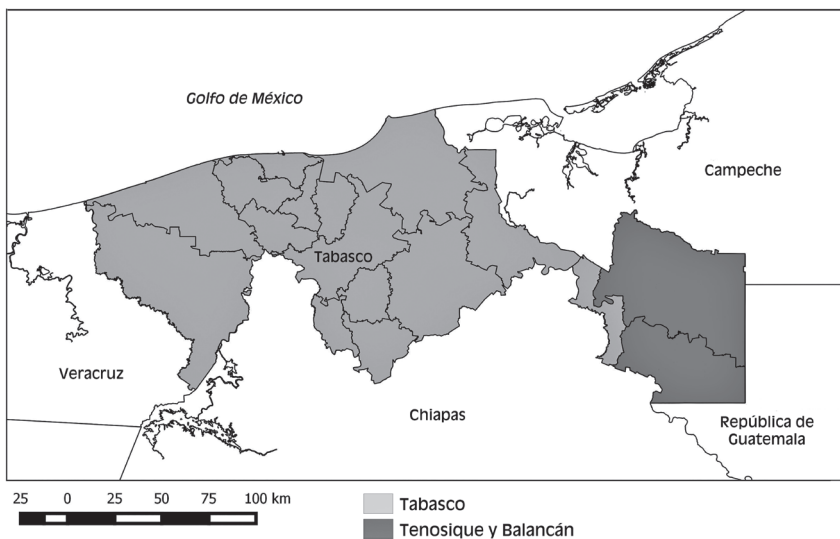 Golfo de México
Campeche
Tabasco
Veracruz
Chiapas
República de
Guatemala
25 0 25 50 75 100 km
Tabasco
Tenosique y Balancán